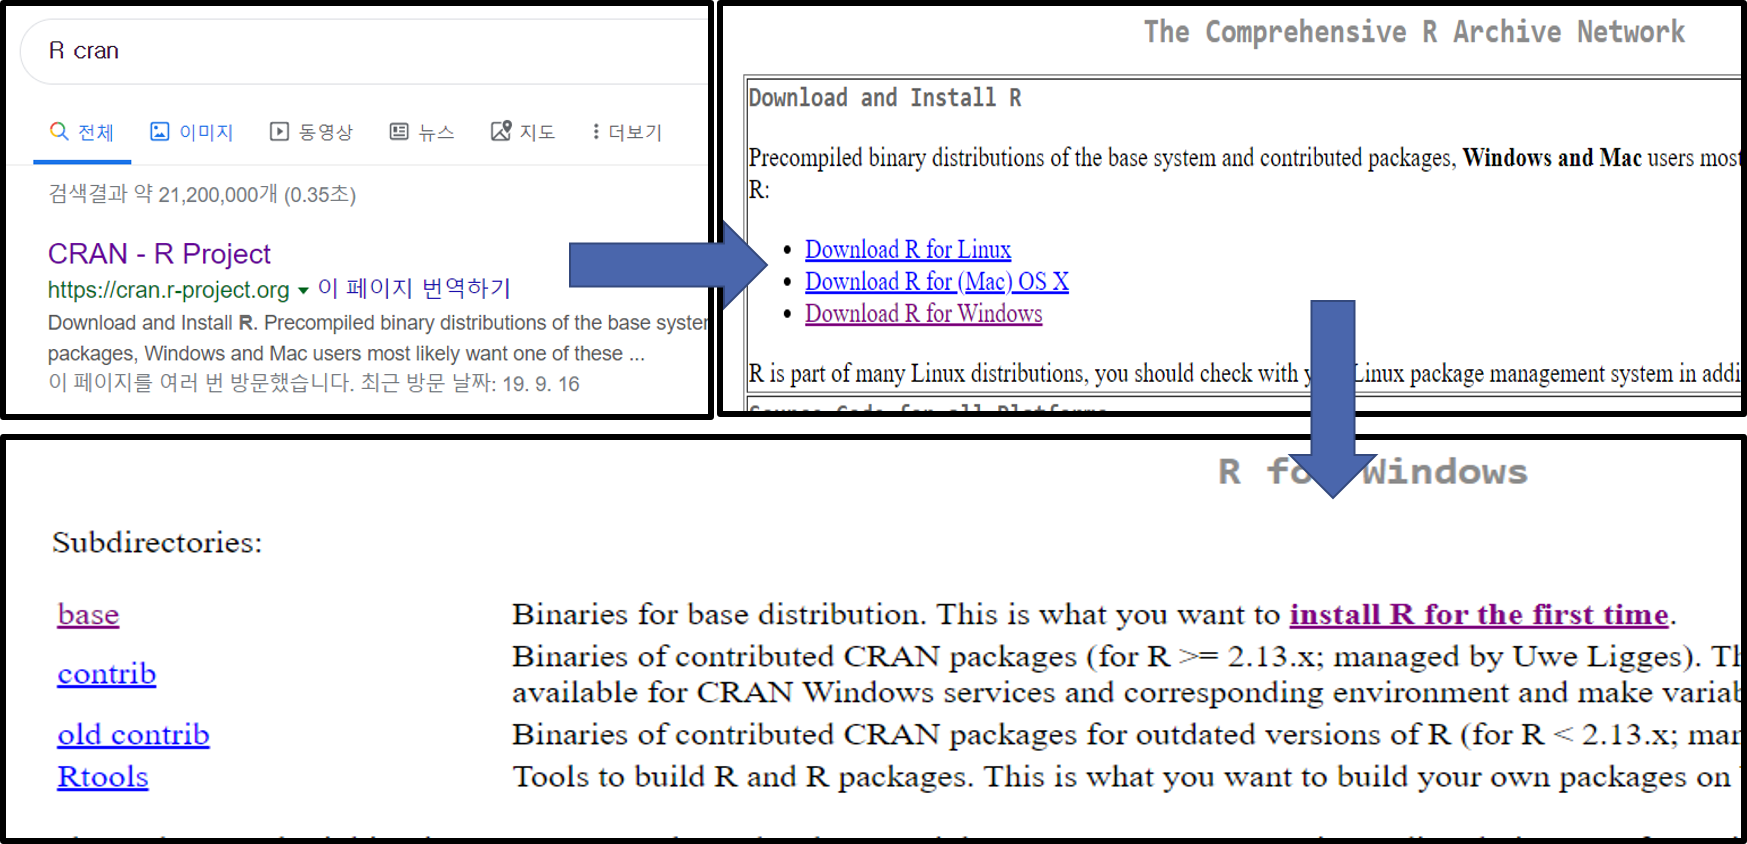 R cran
전체 이미지 동영상 뉴스 지도 더보기
검색결과 약 21,200,000개 (0.35초)
CRAN - R Project
https://cran.r-project.org 이 페이지 번역하기
Download and Install R. Precompiled binary distributions of the base system
packages, Windows and Mac users most likely want one of these ...
이 페이지를 여러 번 방문했습니다. 최근 방문 날짜: 19. 9. 16
The Comprehensive R Archive Network
Download and Install R
Precompiled binary distributions of the base system and contributed packages, Windows and Mac users most
R:
Download R for Linux
Download R for (Mac) OS X
Download R for Windows
R is part of many Linux distributions, you should check with Linux package management system in addi
Source Code for all Platforms
R for Windows
Subdirectories:
base Binaries for base distribution. This is what you want to install R for the first time.
contrib Binaries of contributed CRAN packages (for R >= 2.13.x; managed by Uwe Ligges). Th
available for CRAN Windows services and corresponding environment and make variab
old contrib Binaries of contributed CRAN packages for outdated versions of R (for R < 2.13.x; mar
Rtools Tools to build R and R packages. This is what you want to build your own packages on